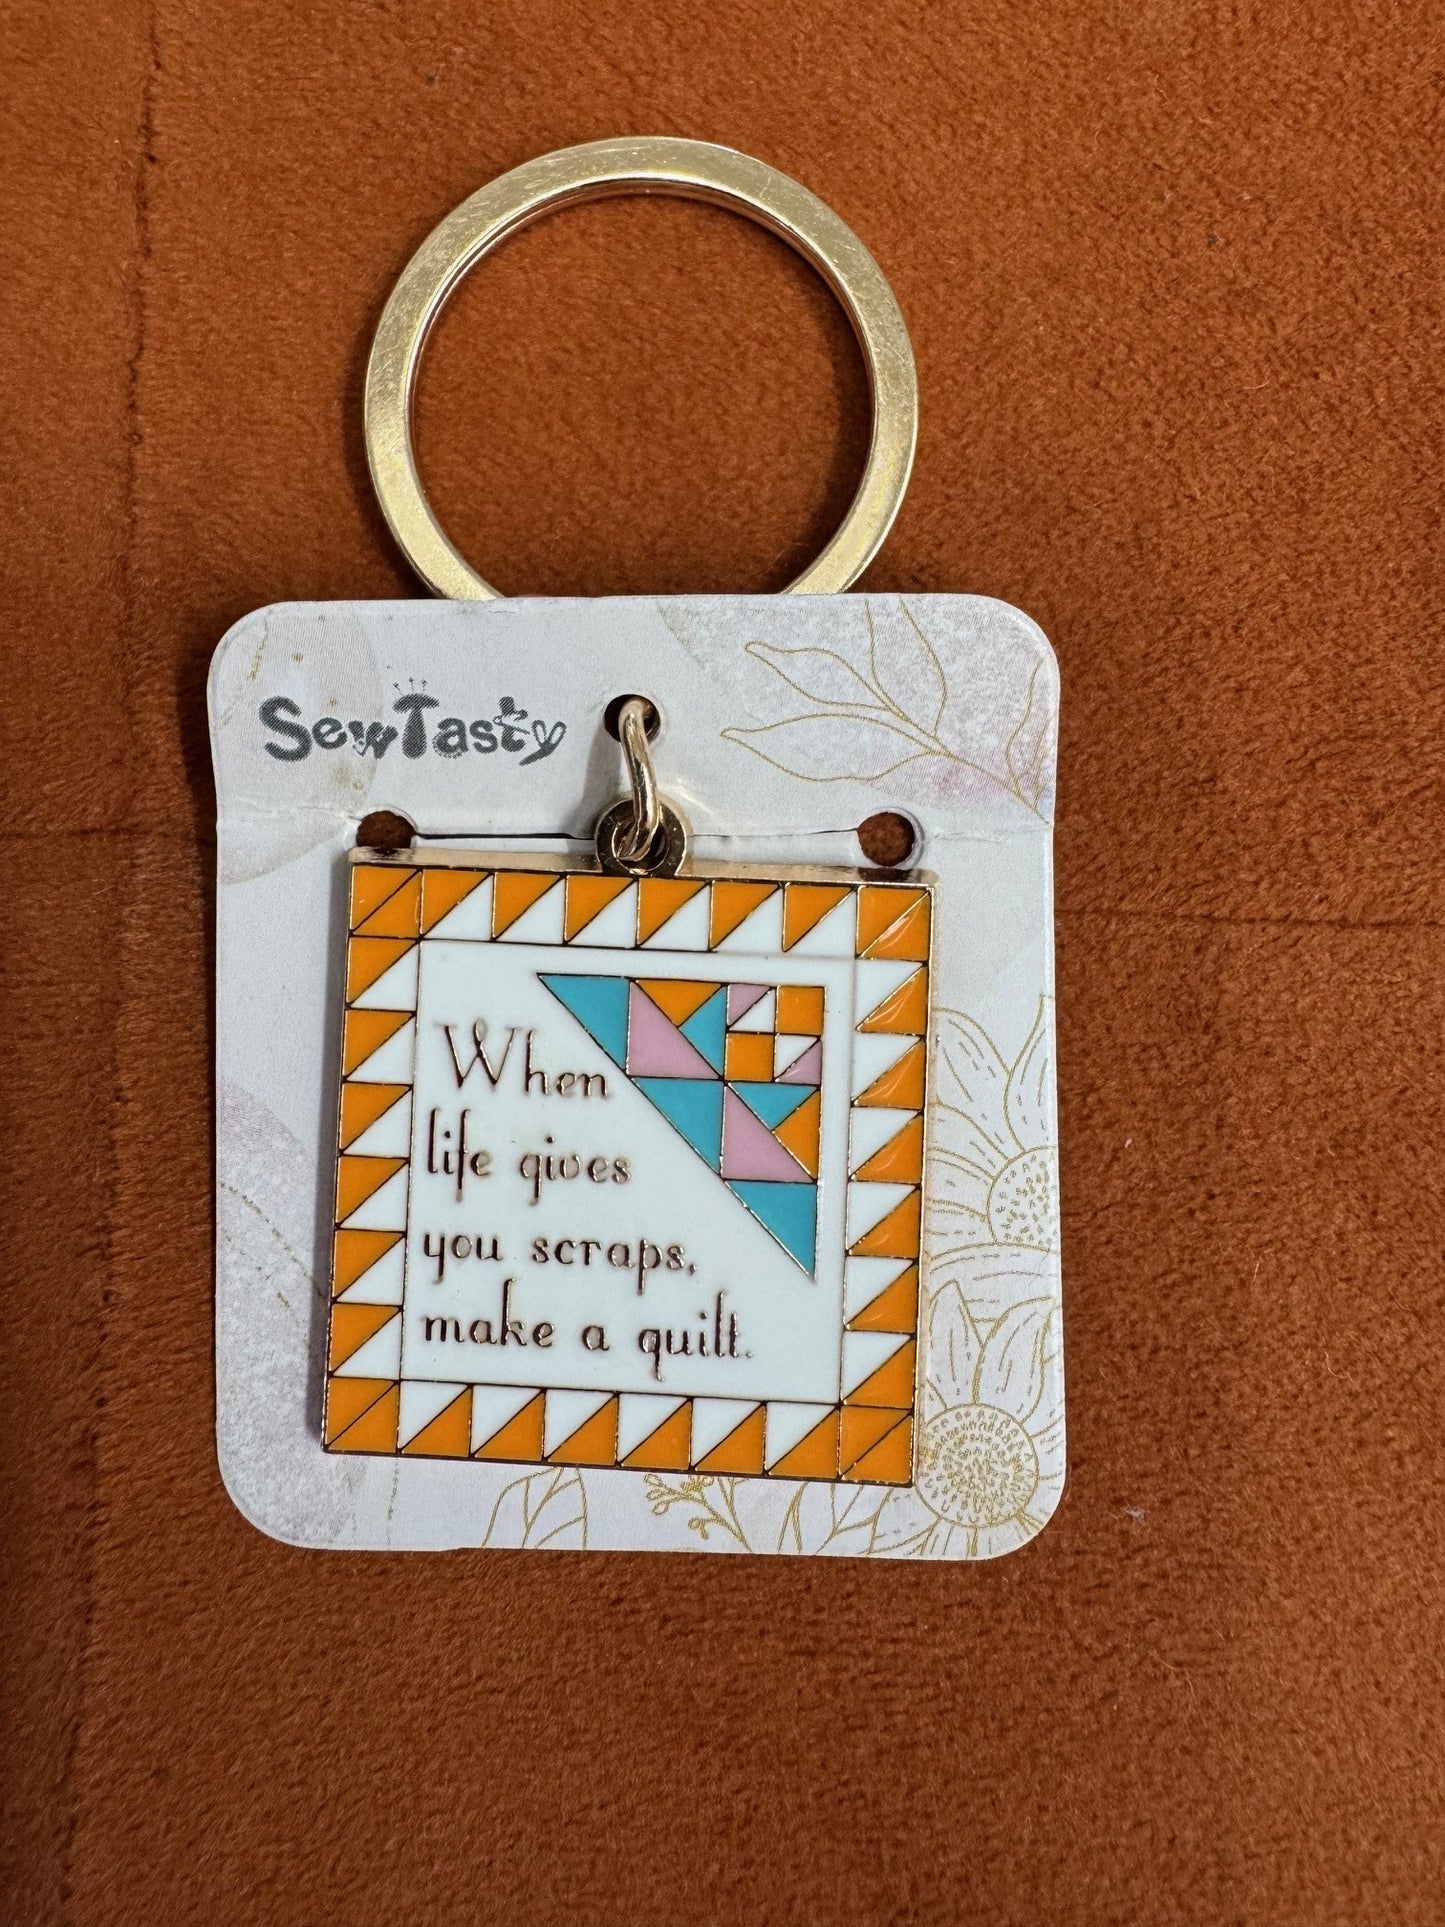 SewTasty
When
life gives
you scraps,
make a quilt.